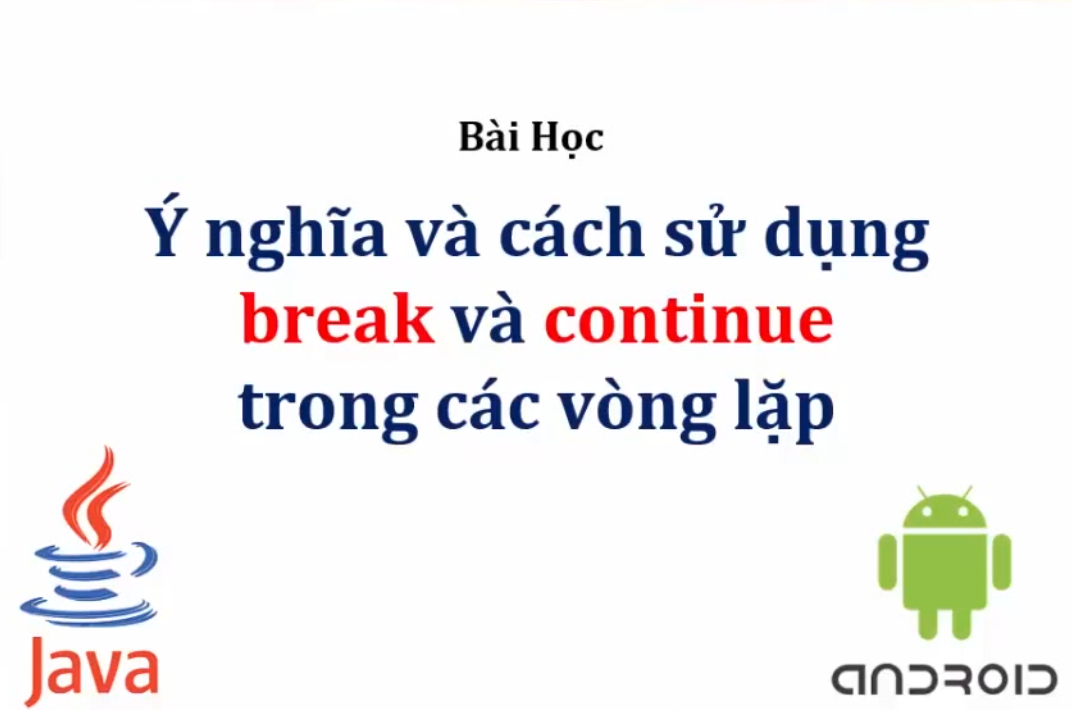 Bài Học
Ý nghĩa và cách sử dụng
break và continue
trong các vòng lặp
Java
ANDROID